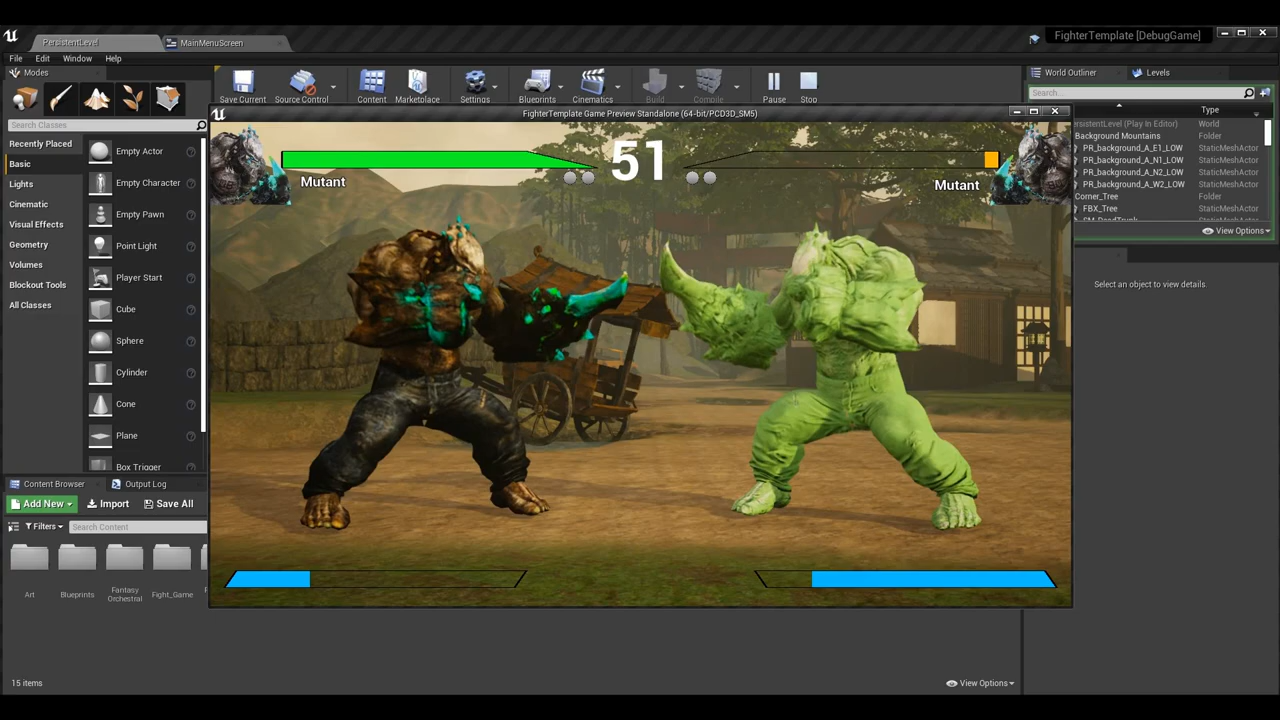 PersistentLevel
MainMenuScreen
FighterTemplate [DebugGame]
File Edit Window Help
Modes
World Outliner
Levels
Save Current
Source Control
Content
Marketplace
Settings
Blueprints
Cinematics
Build
Compile
Pause
Stop
Search...
Type
Search Classes
FighterTemplate Game Preview Standalone (64-bit/PCD3D_SM5)
Recently Placed
Basic
Lights
Cinematic
Visual Effects
Geometry
Volumes
Blockout Tools
All Classes
Empty Actor
Empty Character
Empty Pawn
Point Light
Player Start
Cube
Sphere
Cylinder
Cone
Plane
Box Trigger
51
Mutant
Mutant
ersistentLevel (Play In Editor) World
Background Mountains Folder
PR_background_A_E1_LOW StaticMeshActor
PR_background_A_N1_LOW StaticMeshActor
PR_background_A_N2_LOW StaticMeshActor
PR_background_A_W2_LOW StaticMeshActor
Corner_Tree Folder
FBX_Tree StaticMeshActor
View Options
Select an object to view details.
Content Browser
Output Log
Add New
Import
Save All
Filters
Search Content
Art
Blueprints
Fantasy
Orchestral
Fight_Game
15 items
View Options